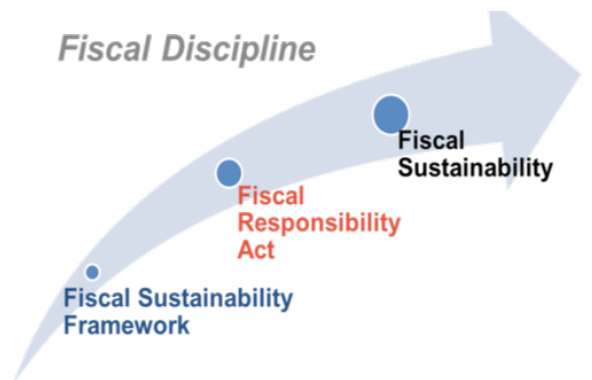 Fiscal Discipline
Fiscal
Sustainability
Fiscal
Responsibility
Act
Fiscal Sustainability
Framework